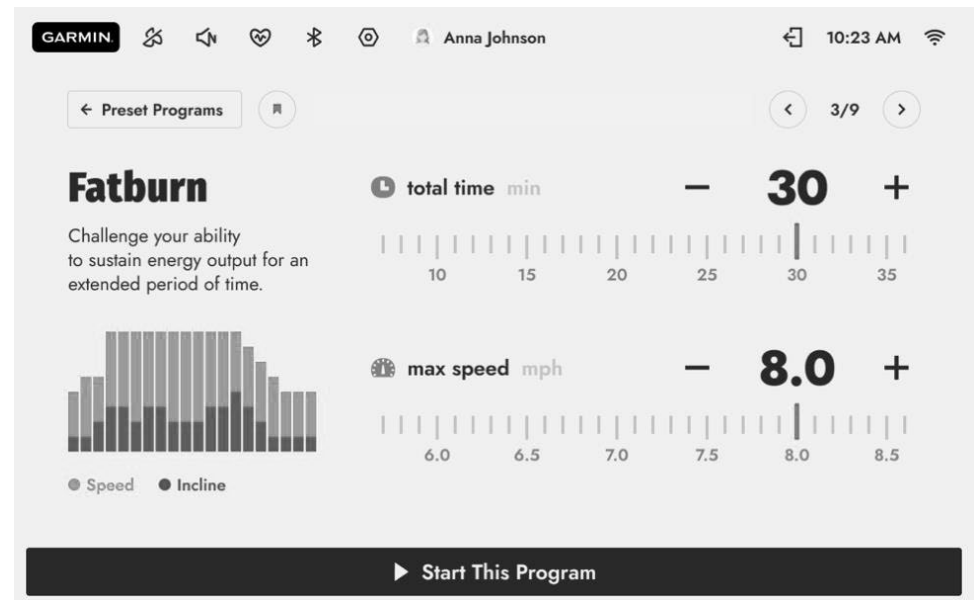 GARMIN.
Anna Johnson
10:23 AM
Preset Programs
3/9
Fatburn
Challenge your ability
to sustain energy output for an
extended period of time.
Speed Incline
total time min
30
10 15 20 25 30 35
max speed mph
8.0
6.0 6.5 7.0 7.5 8.0 8.5
Start This Program